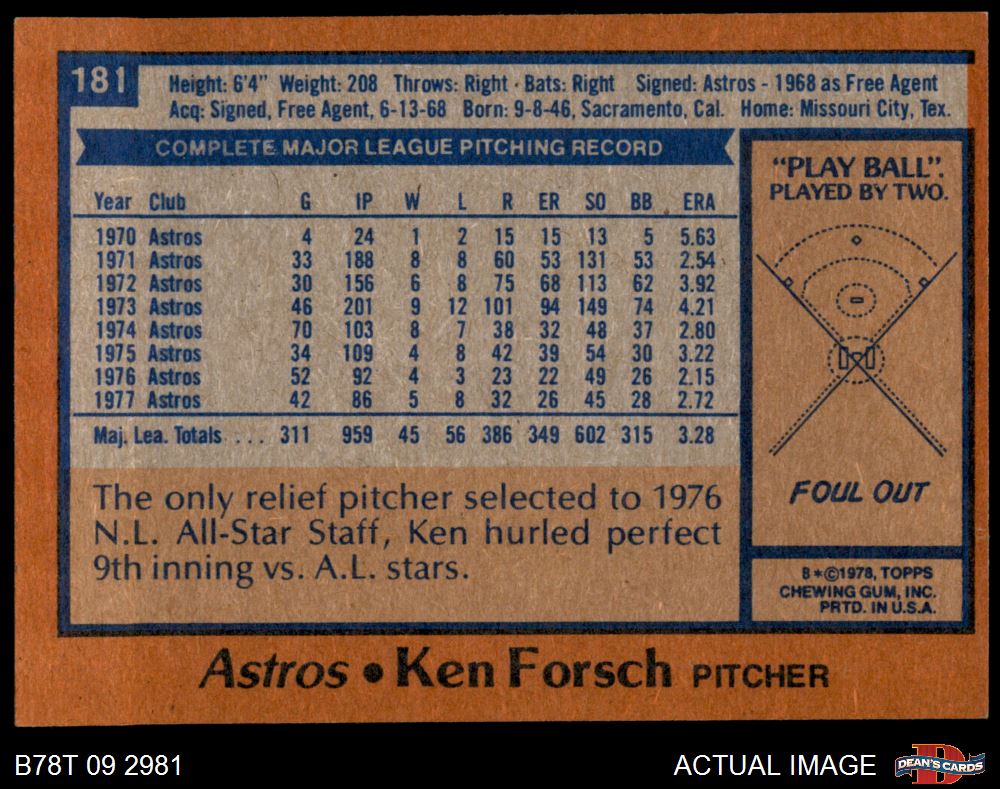 181
Height: 6'4" Weight: 208 Throws: Right · Bats: Right Signed: Astros - 1968 as Free Agent
Acq: Signed, Free Agent, 6-13-68 Born: 9-8-46, Sacramento, Cal. Home: Missouri City, Tex.
COMPLETE MAJOR LEAGUE PITCHING RECORD
Year Club G IP W L R ER SO BB ERA
1970 Astros 4 24 1 2 15 15 13 5 5.63
1971 Astros 33 188 8 8 60 53 131 53 2.54
1972 Astros 30 156 6 8 75 68 113 62 3.92
1973 Astros 46 201 9 12 101 94 149 74 4.21
1974 Astros 70 103 8 7 38 32 48 37 2.80
1975 Astros 34 109 4 8 42 39 54 30 3.22
1976 Astros 52 92 4 3 23 22 49 26 2.15
1977 Astros 42 86 5 8 32 26 45 28 2.72
Maj. Lea. Totals . . . 311 959 45 56 386 349 602 315 3.28
The only relief pitcher selected to 1976
N.L. All-Star Staff, Ken hurled perfect
9th inning vs. A.L. stars.
"PLAY BALL".
PLAYED BY TWO.
FOUL OUT
B*©1978, TOPPS
CHEWING GUM, INC.
PRTD. IN U.S.A.
Astros • Ken Forsch PITCHER
B78T 09 2981
ACTUAL IMAGE
DEAN'S CARDS